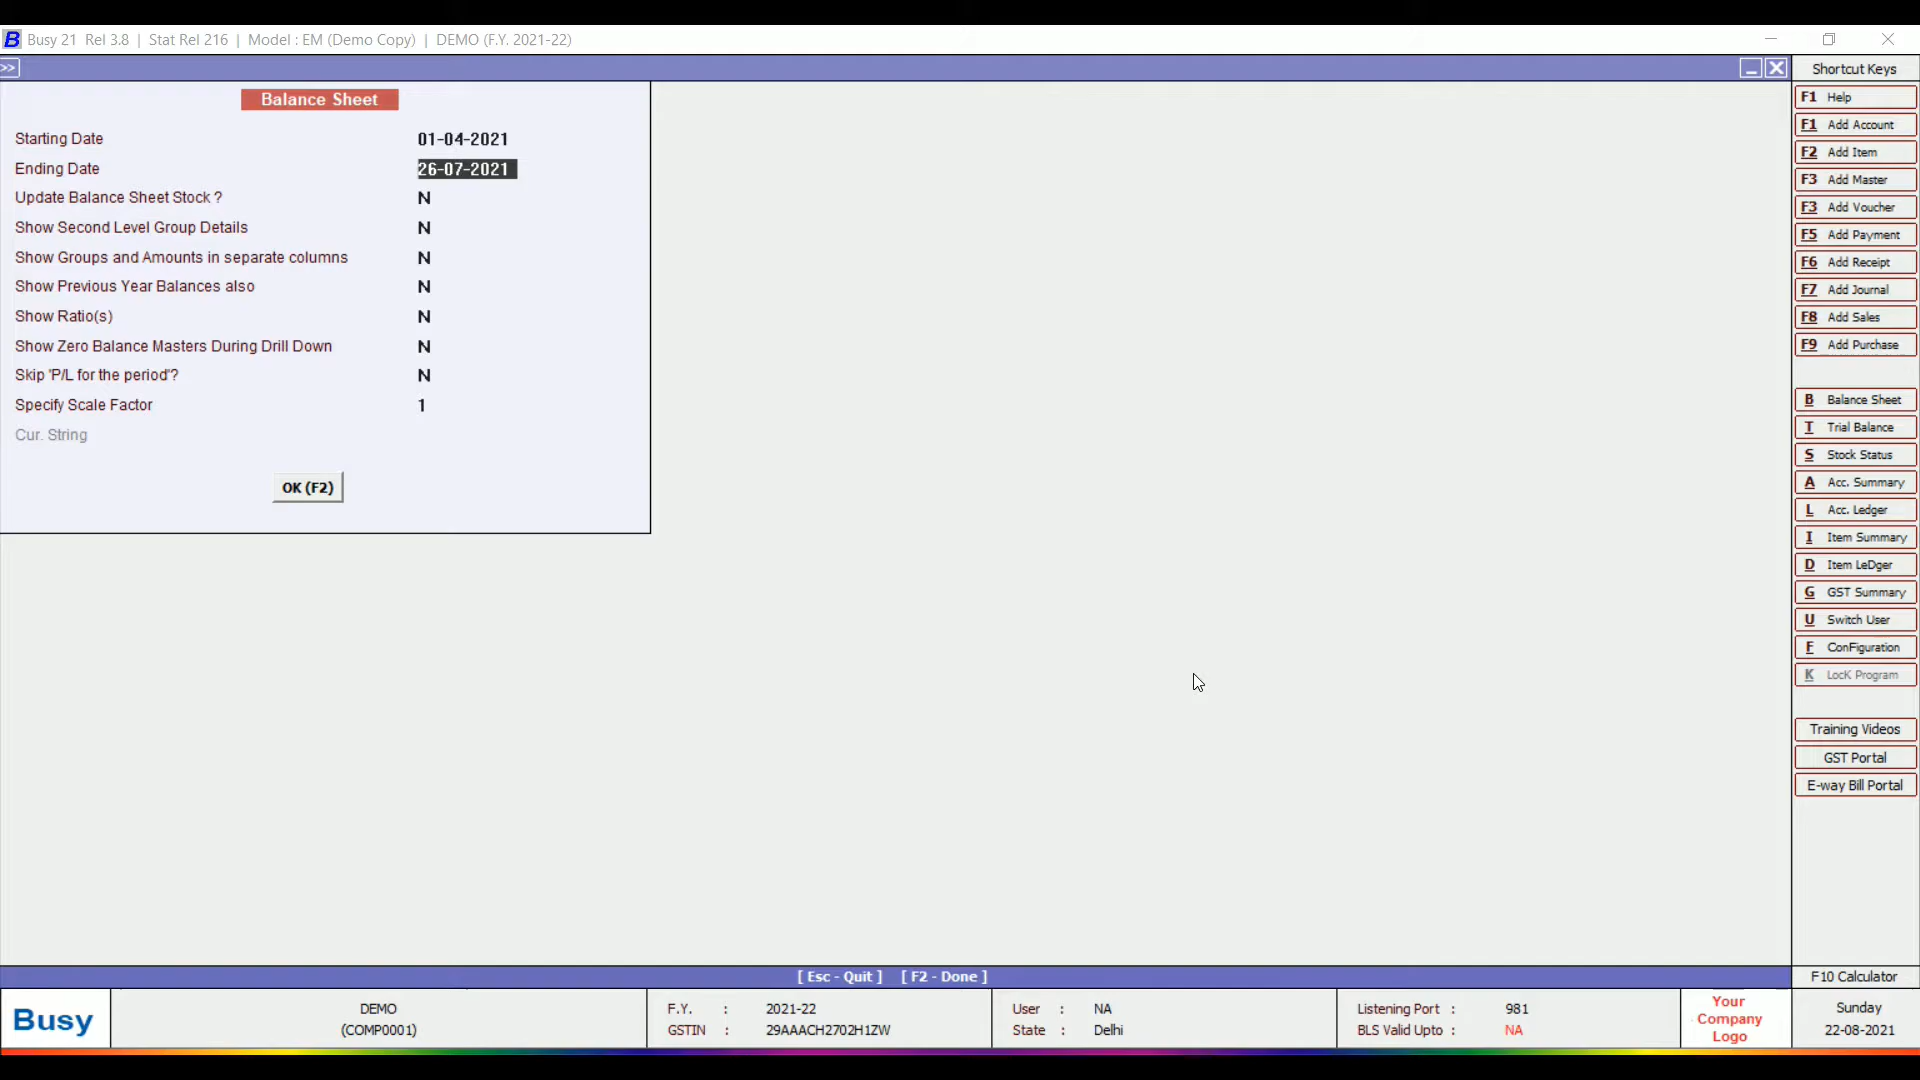 B Busy 21 Rel 3.8 | Stat Rel 216 | Model : EM (Demo Copy) | DEMO (F.Y. 2021-22)
>>
Balance Sheet
Starting Date 01-04-2021
Ending Date 26-07-2021
Update Balance Sheet Stock ? N
Show Second Level Group Details N
Show Groups and Amounts in separate columns N
Show Previous Year Balances also N
Show Ratio(s) N
Show Zero Balance Masters During Drill Down N
Skip 'P/L for the period'? N
Specify Scale Factor 1
Cur. String
OK (F2)
Shortcut Keys
F1 Help
F1 Add Account
F2 Add Item
F3 Add Master
F3 Add Voucher
F5 Add Payment
F6 Add Receipt
F7 Add Journal
F8 Add Sales
F9 Add Purchase
B Balance Sheet
T Trial Balance
S Stock Status
A Acc. Summary
L Acc. Ledger
I Item Summary
D Item LeDger
G GST Summary
U Switch User
F ConFiguration
K LocK Program
Training Videos
GST Portal
E-way Bill Portal
[ Esc - Quit ] [ F2 - Done ]
F10 Calculator
Busy
DEMO
(COMP0001)
F.Y. : 2021-22
GSTIN : 29AAACH2702H1ZW
User : NA
State : Delhi
Listening Port : 981
BLS Valid Upto : NA
Your
Company
Logo
Sunday
22-08-2021